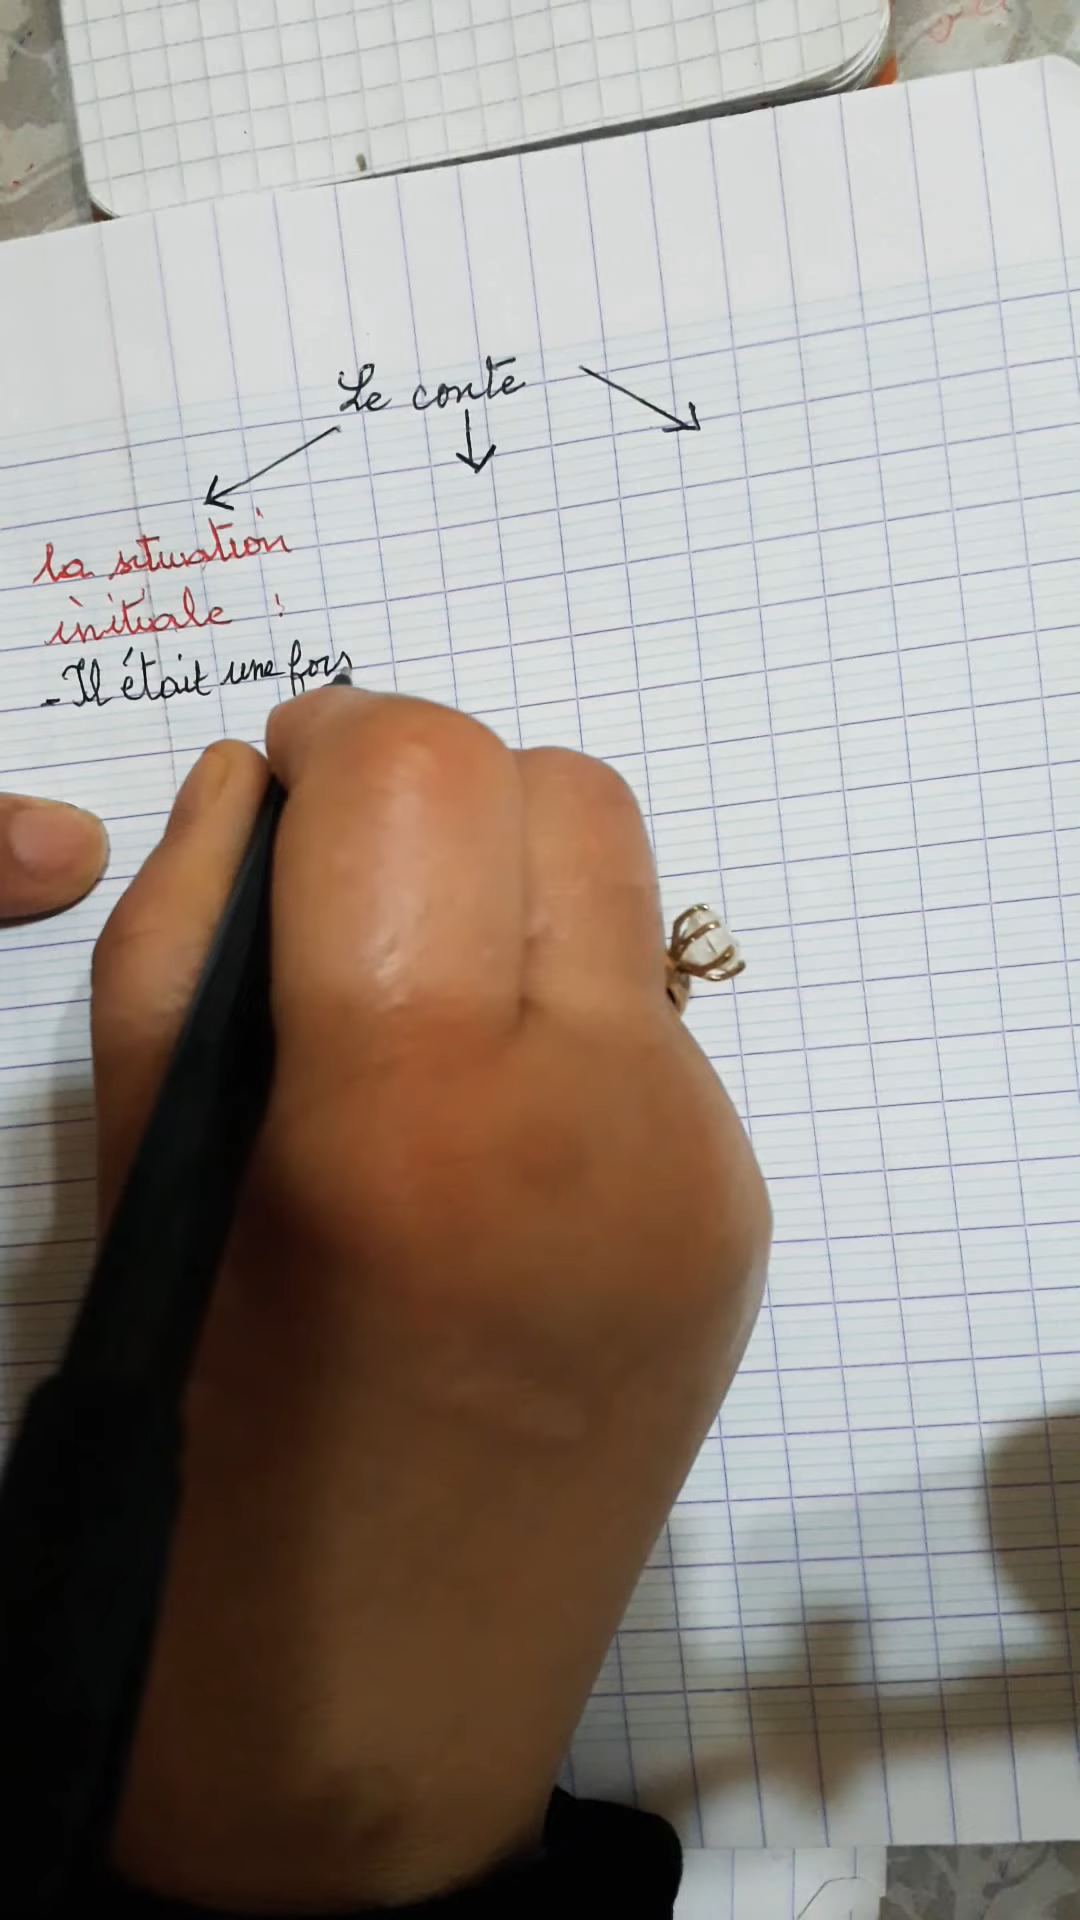 Le conte
la situation
initiale :
- Il était une fois